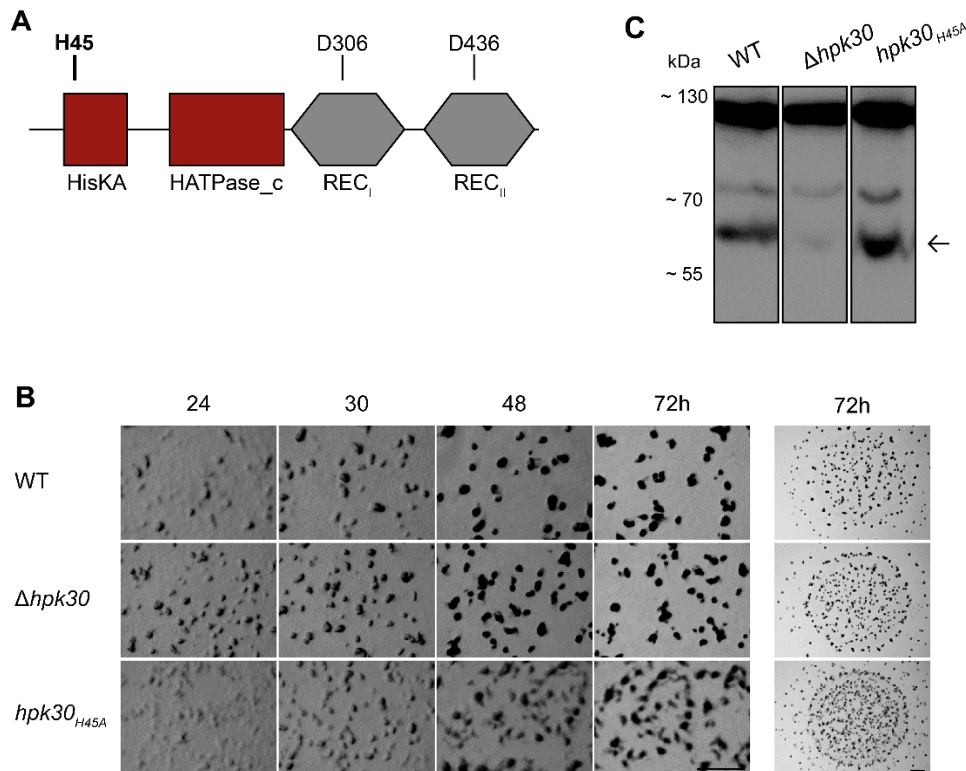 A
H45
D306
D436
HisKA
HATPase_c
REC_I
REC_II
C
kDa
WT
Δhpk30
hpk30_H45A
~ 130
~ 70
~ 55
←
B
24
30
48
72h
72h
WT
Δhpk30
hpk30_H45A